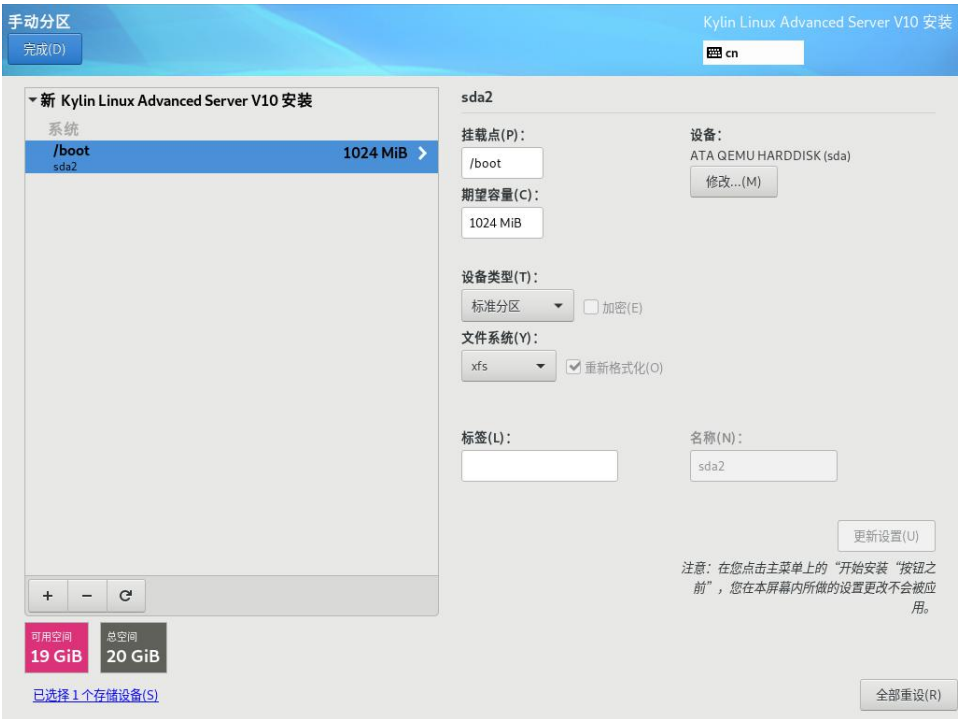 手动分区
Kylin Linux Advanced Server V10 安装
完成(D)
cn
新 Kylin Linux Advanced Server V10 安装
系统
/boot
1024 MiB
sda2
sda2
挂载点(P)：
/boot
设备：
ATA QEMU HARDDISK (sda)
修改...(M)
期望容量(C)：
1024 MiB
设备类型(T)：
标准分区
加密(E)
文件系统(Y)：
xfs
重新格式化(O)
标签(L)：
名称(N)：
sda2
更新设置(U)
注意：在您点击主菜单上的“开始安装“按钮之
前”，您在本屏幕内所做的设置更改不会被应
用。
可用空间
19 GiB
总空间
20 GiB
已选择 1 个存储设备(S)
全部重设(R)